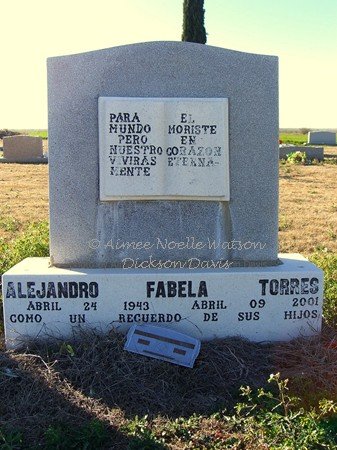 PARA EL
MUNDO MORISTE
PERO EN
NUESTRO CORAZON
VIVIRAS ETERNA-
MENTE
© Aimee Noelle Watson
Dickson Davis
ALEJANDRO FABELA TORRES
ABRIL 24 1943 ABRIL 09 2001
COMO UN RECUERDO DE SUS HIJOS